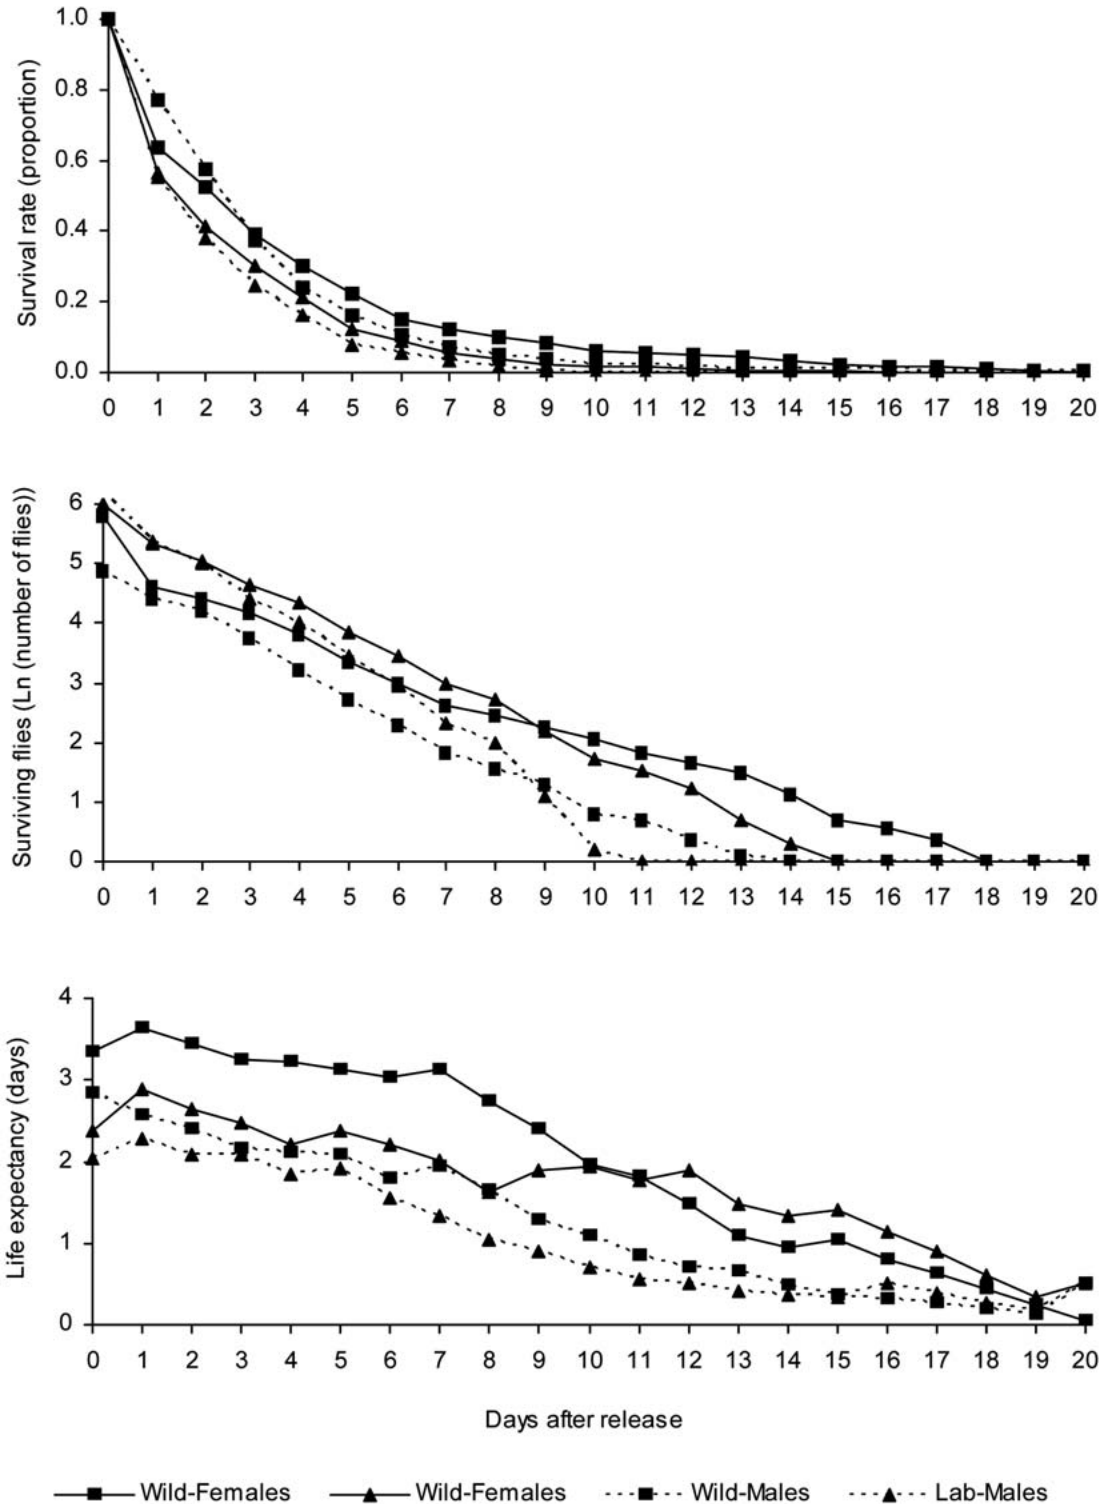 Survival rate (proportion)
1.0
0.8
0.6
0.4
0.2
0.0
0 1 2 3 4 5 6 7 8 9 10 11 12 13 14 15 16 17 18 19 20
Surviving flies (Ln (number of flies))
6
5
4
3
2
1
0
0 1 2 3 4 5 6 7 8 9 10 11 12 13 14 15 16 17 18 19 20
Life expectancy (days)
4
3
2
1
0
0 1 2 3 4 5 6 7 8 9 10 11 12 13 14 15 16 17 18 19 20
Days after release
Wild-Females Wild-Females Wild-Males Lab-Males